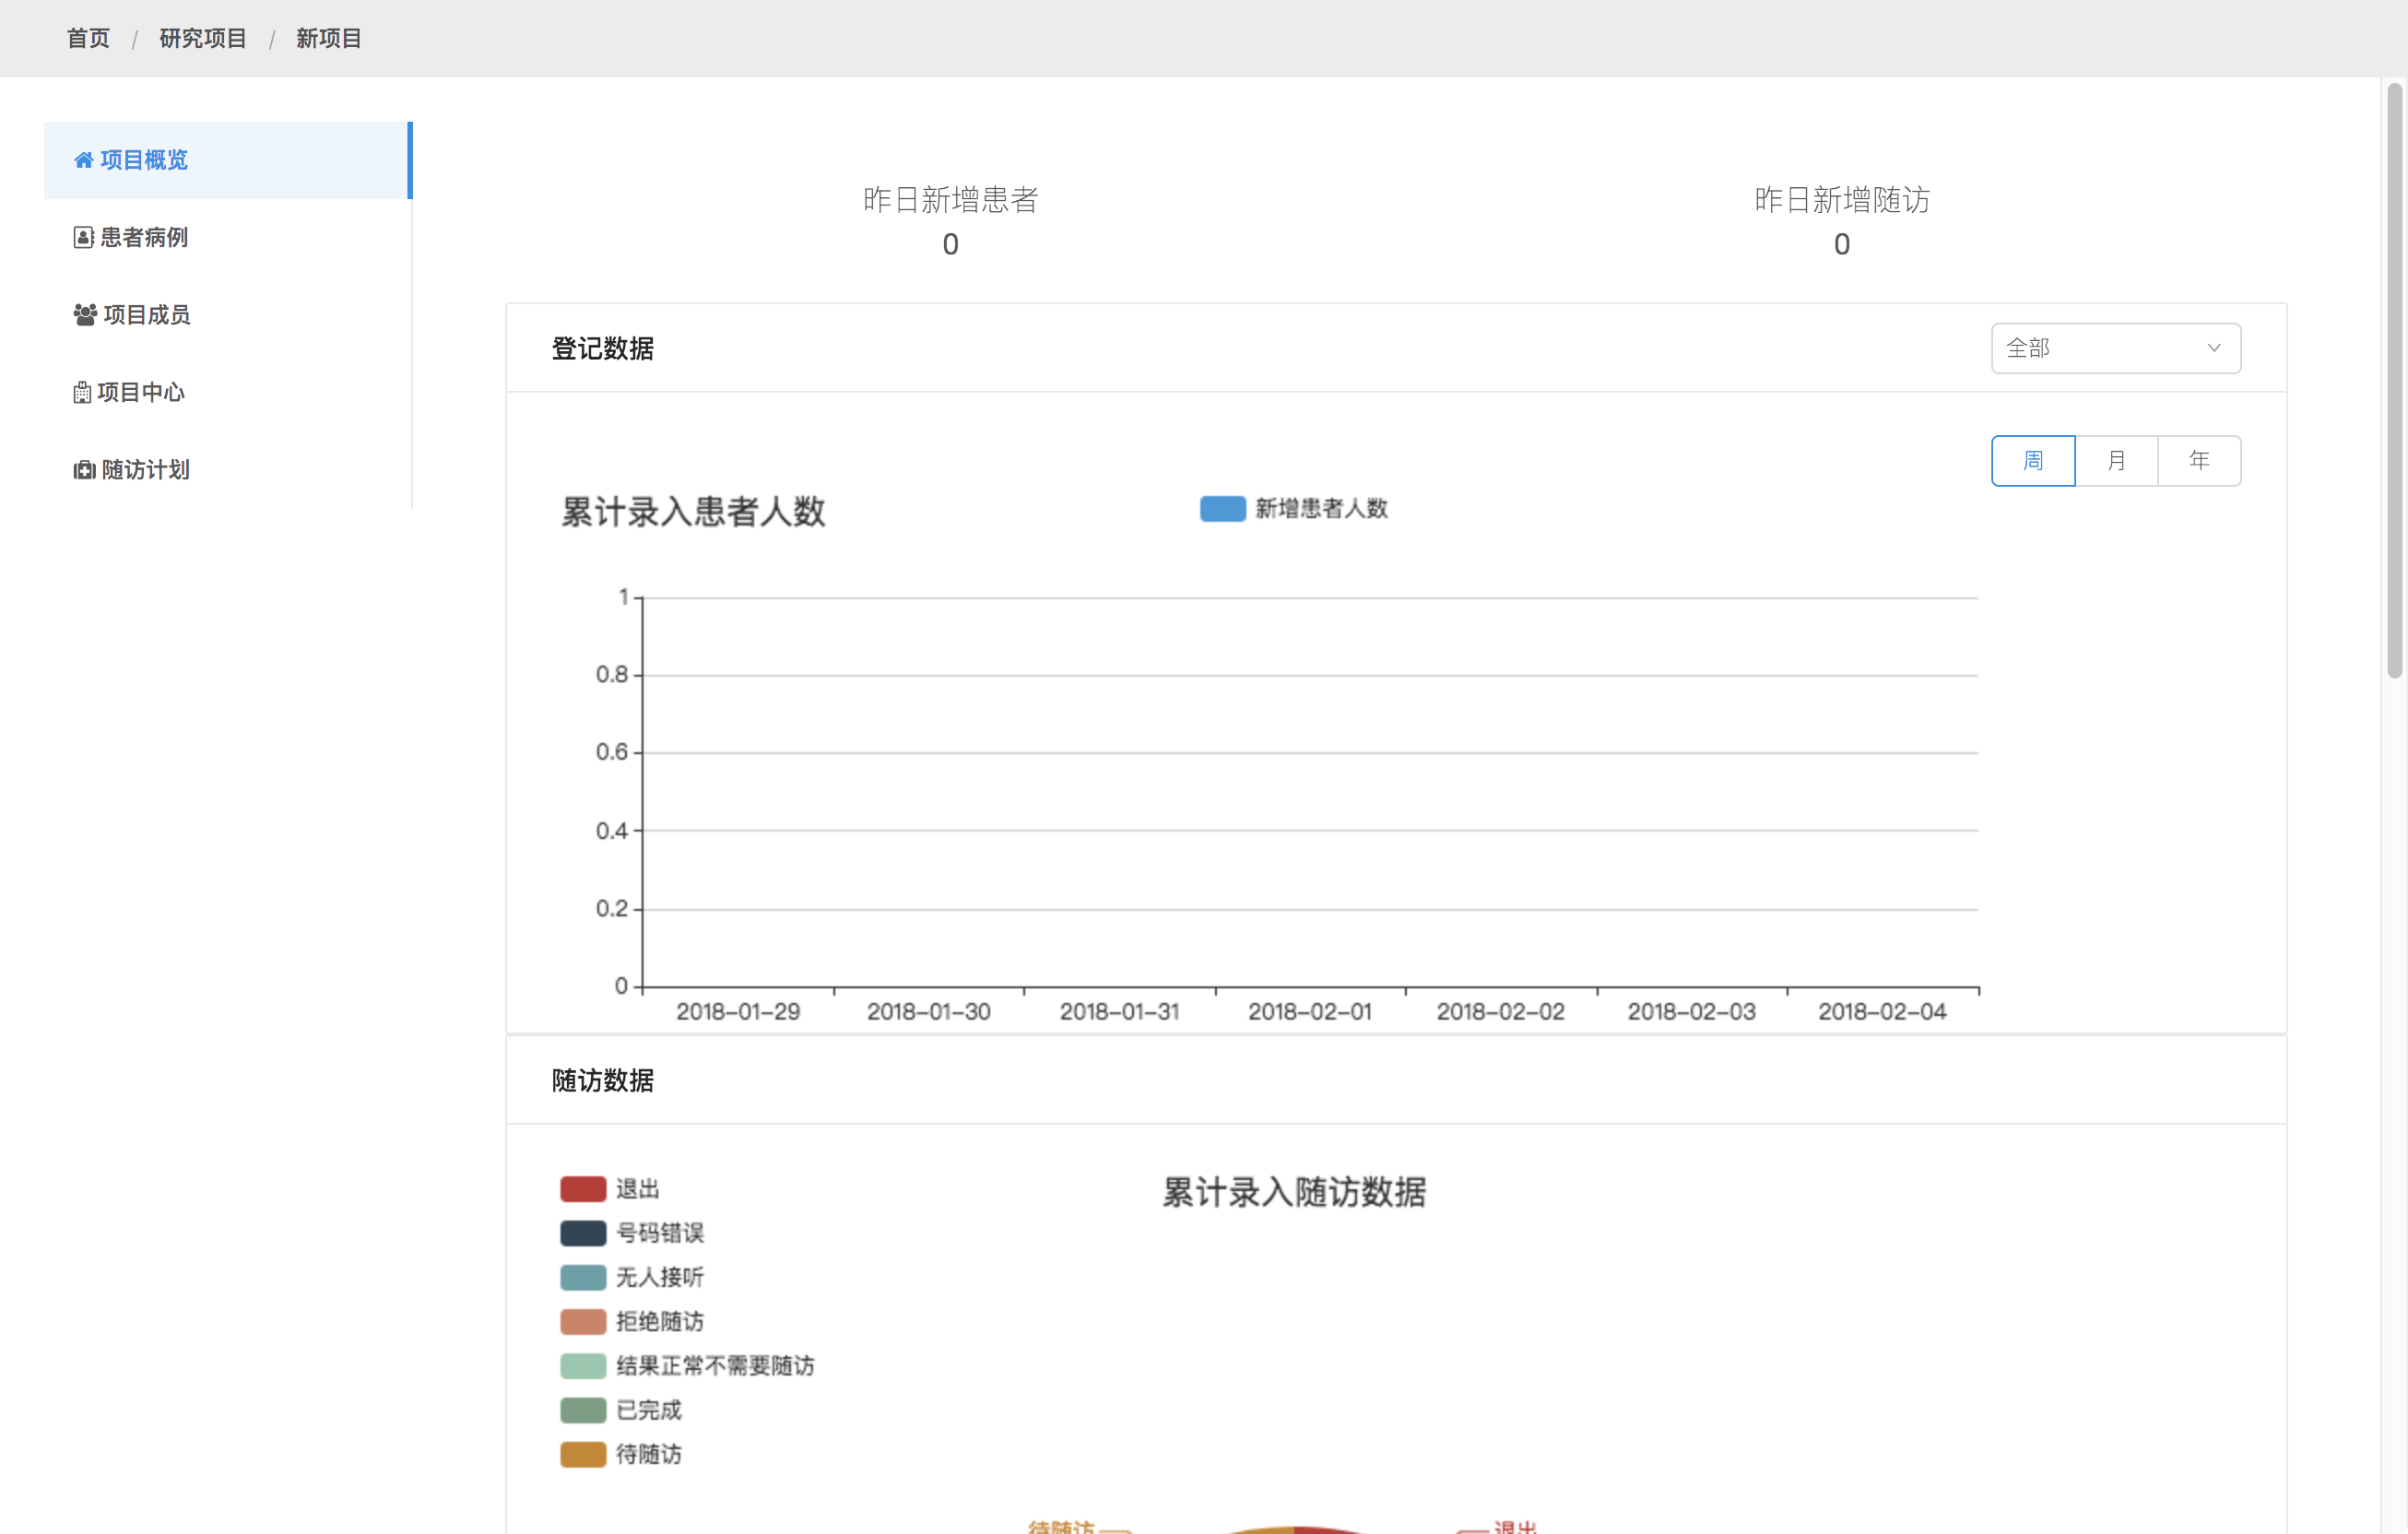 首页 / 研究项目 / 新项目
项目概览
患者病例
项目成员
项目中心
随访计划
昨日新增患者
0
昨日新增随访
0
登记数据
全部
周 月 年
累计录入患者人数
新增患者人数
1
0.8
0.6
0.4
0.2
0
2018-01-29 2018-01-30 2018-01-31 2018-02-01 2018-02-02 2018-02-03 2018-02-04
随访数据
累计录入随访数据
退出
号码错误
无人接听
拒绝随访
结果正常不需要随访
已完成
待随访
待随访 退出